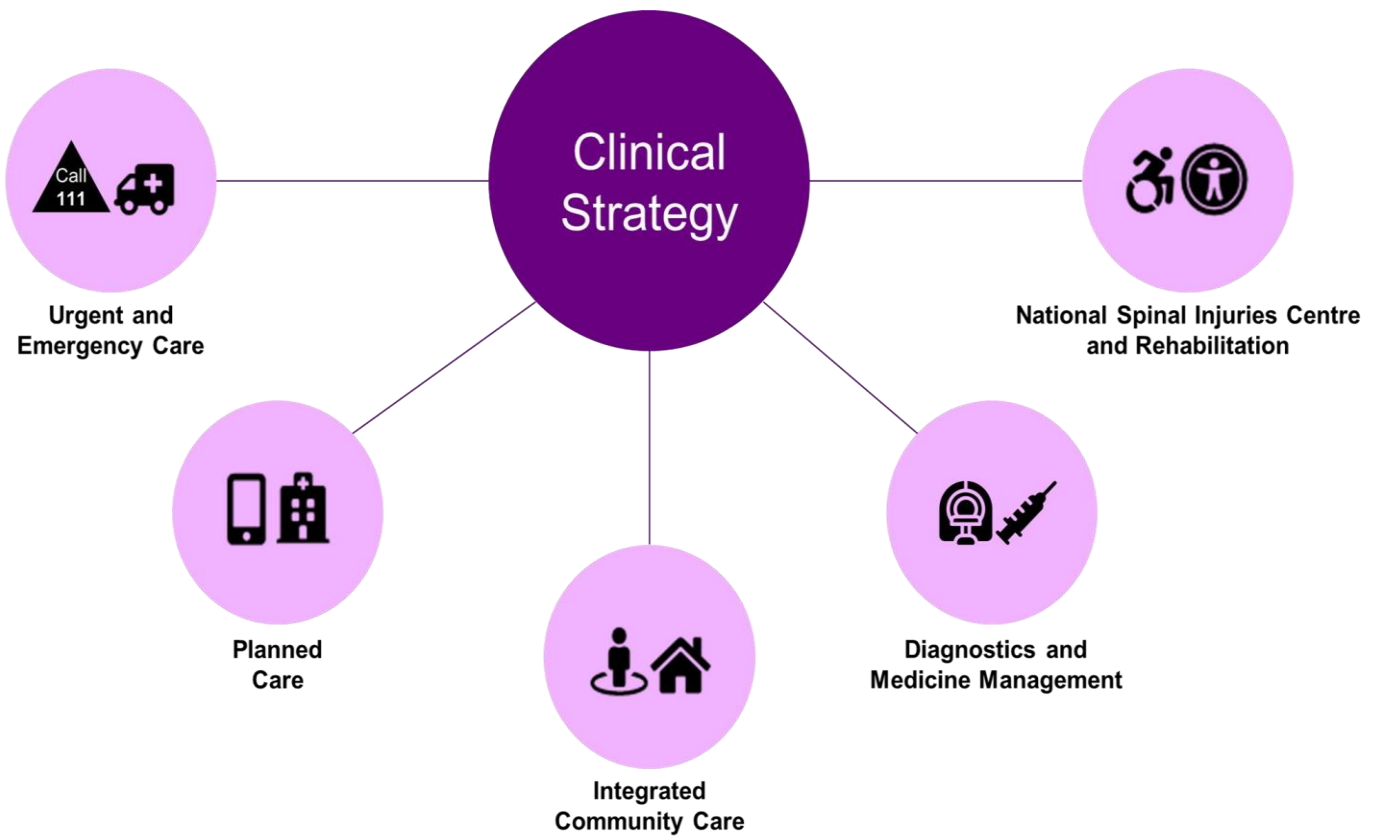 Clinical
Strategy
Call
111
Urgent and
Emergency Care
National Spinal Injuries Centre
and Rehabilitation
Planned
Care
Diagnostics and
Medicine Management
Integrated
Community Care